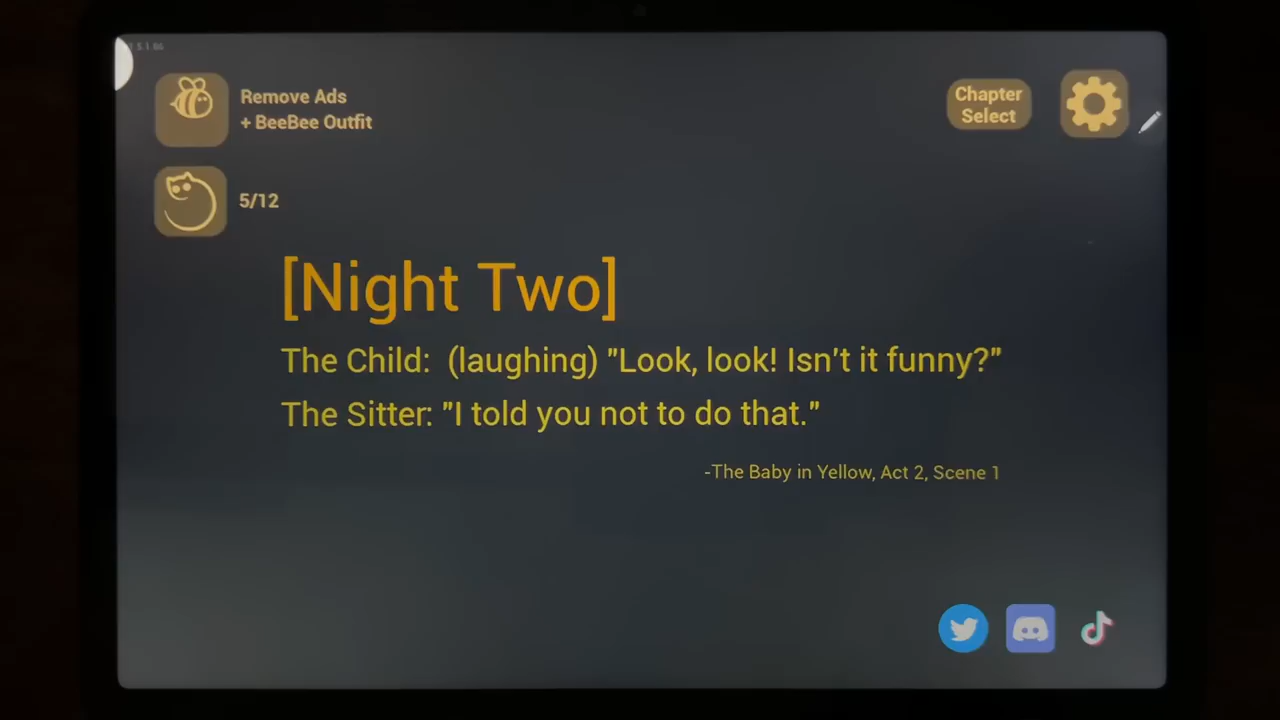 Remove Ads
+ BeeBee Outfit
Chapter
Select
5/12
[Night Two]
The Child:  (laughing) "Look, look! Isn't it funny?"
The Sitter: "I told you not to do that."
-The Baby in Yellow, Act 2, Scene 1